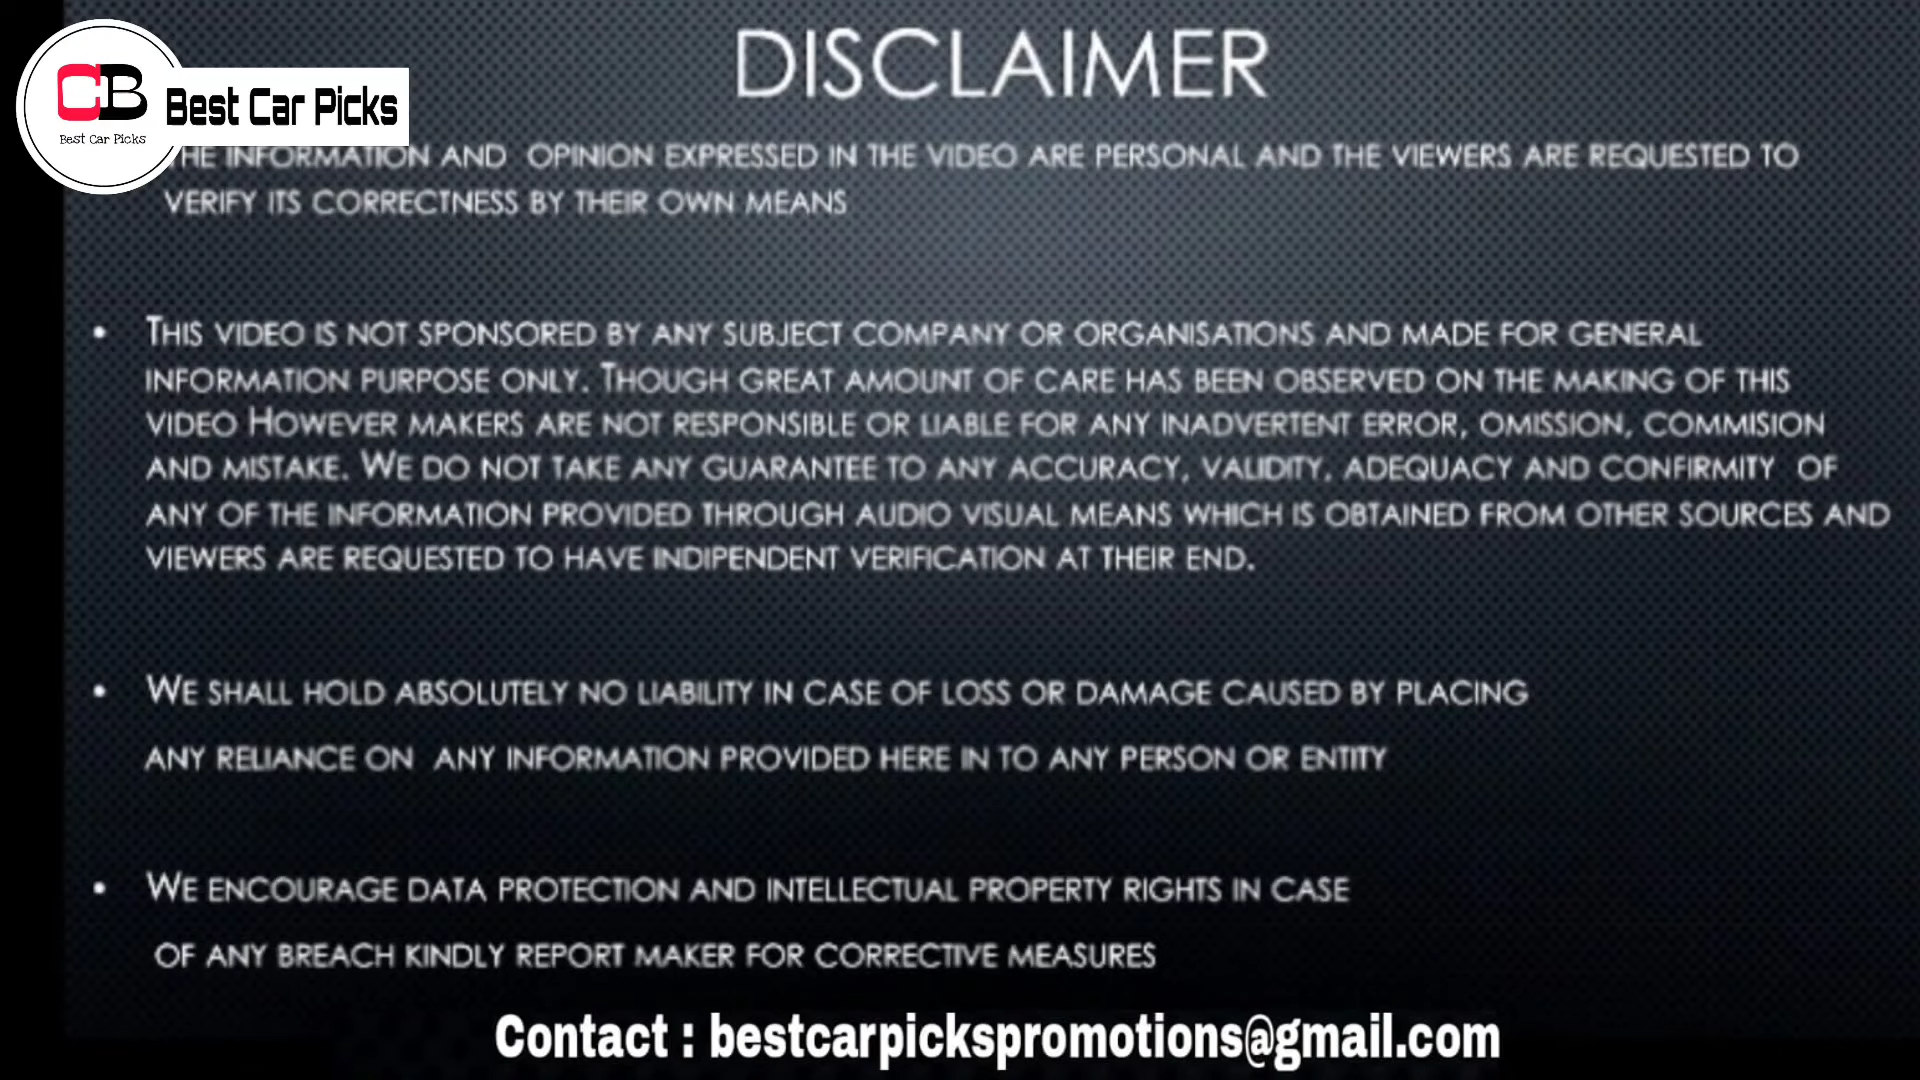 DISCLAIMER
CB
Best Car Picks
Best Car Picks
THE INFORMATION AND OPINION EXPRESSED IN THE VIDEO ARE PERSONAL AND THE VIEWERS ARE REQUESTED TO
VERIFY ITS CORRECTNESS BY THEIR OWN MEANS
• THIS VIDEO IS NOT SPONSORED BY ANY SUBJECT COMPANY OR ORGANISATIONS AND MADE FOR GENERAL
INFORMATION PURPOSE ONLY. THOUGH GREAT AMOUNT OF CARE HAS BEEN OBSERVED ON THE MAKING OF THIS
VIDEO HOWEVER MAKERS ARE NOT RESPONSIBLE OR LIABLE FOR ANY INADVERTENT ERROR, OMISSION, COMMISION
AND MISTAKE. WE DO NOT TAKE ANY GUARANTEE TO ANY ACCURACY, VALIDITY, ADEQUACY AND CONFIRMITY OF
ANY OF THE INFORMATION PROVIDED THROUGH AUDIO VISUAL MEANS WHICH IS OBTAINED FROM OTHER SOURCES AND
VIEWERS ARE REQUESTED TO HAVE INDIPENDENT VERIFICATION AT THEIR END.
• WE SHALL HOLD ABSOLUTELY NO LIABILITY IN CASE OF LOSS OR DAMAGE CAUSED BY PLACING
ANY RELIANCE ON ANY INFORMATION PROVIDED HERE IN TO ANY PERSON OR ENTITY
• WE ENCOURAGE DATA PROTECTION AND INTELLECTUAL PROPERTY RIGHTS IN CASE
OF ANY BREACH KINDLY REPORT MAKER FOR CORRECTIVE MEASURES
Contact : bestcarpickspromotions@gmail.com